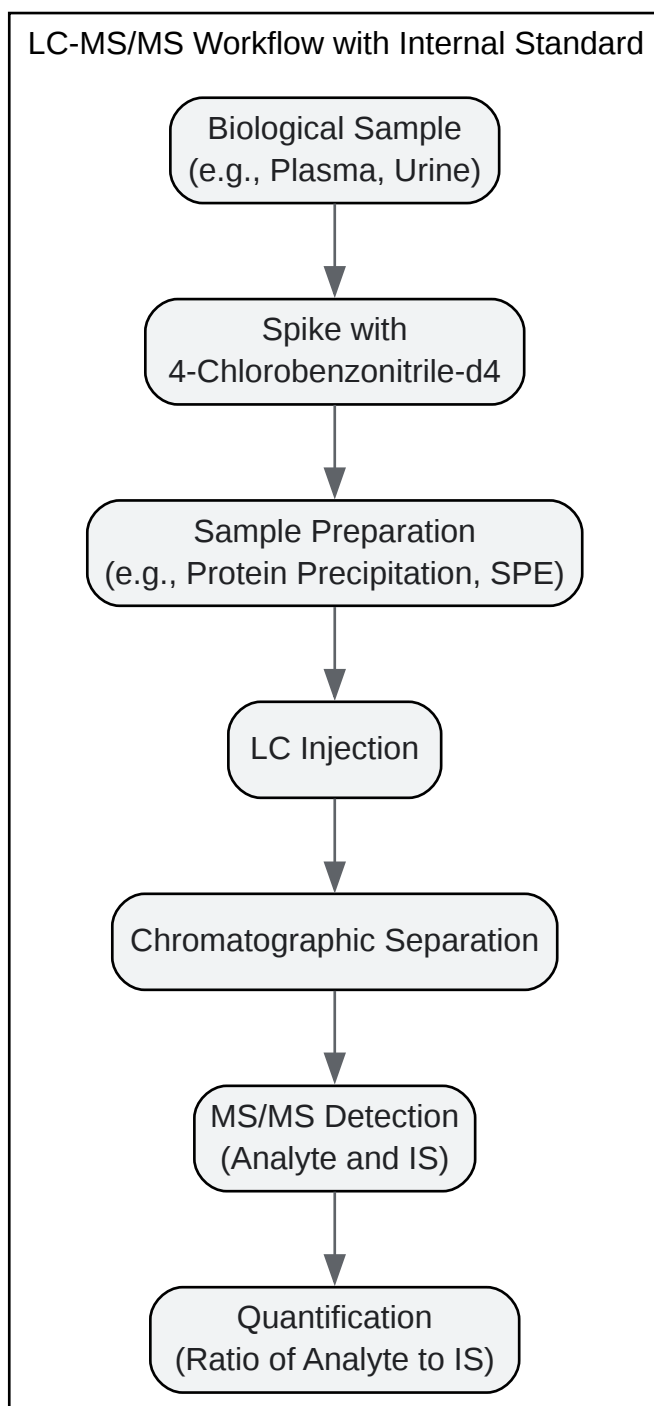 LC-MS/MS Workflow with Internal Standard
Biological Sample
(e.g., Plasma, Urine)
Spike with
4-Chlorobenzonitrile-d4
Sample Preparation
(e.g., Protein Precipitation, SPE)
LC Injection
Chromatographic Separation
MS/MS Detection
(Analyte and IS)
Quantification
(Ratio of Analyte to IS)